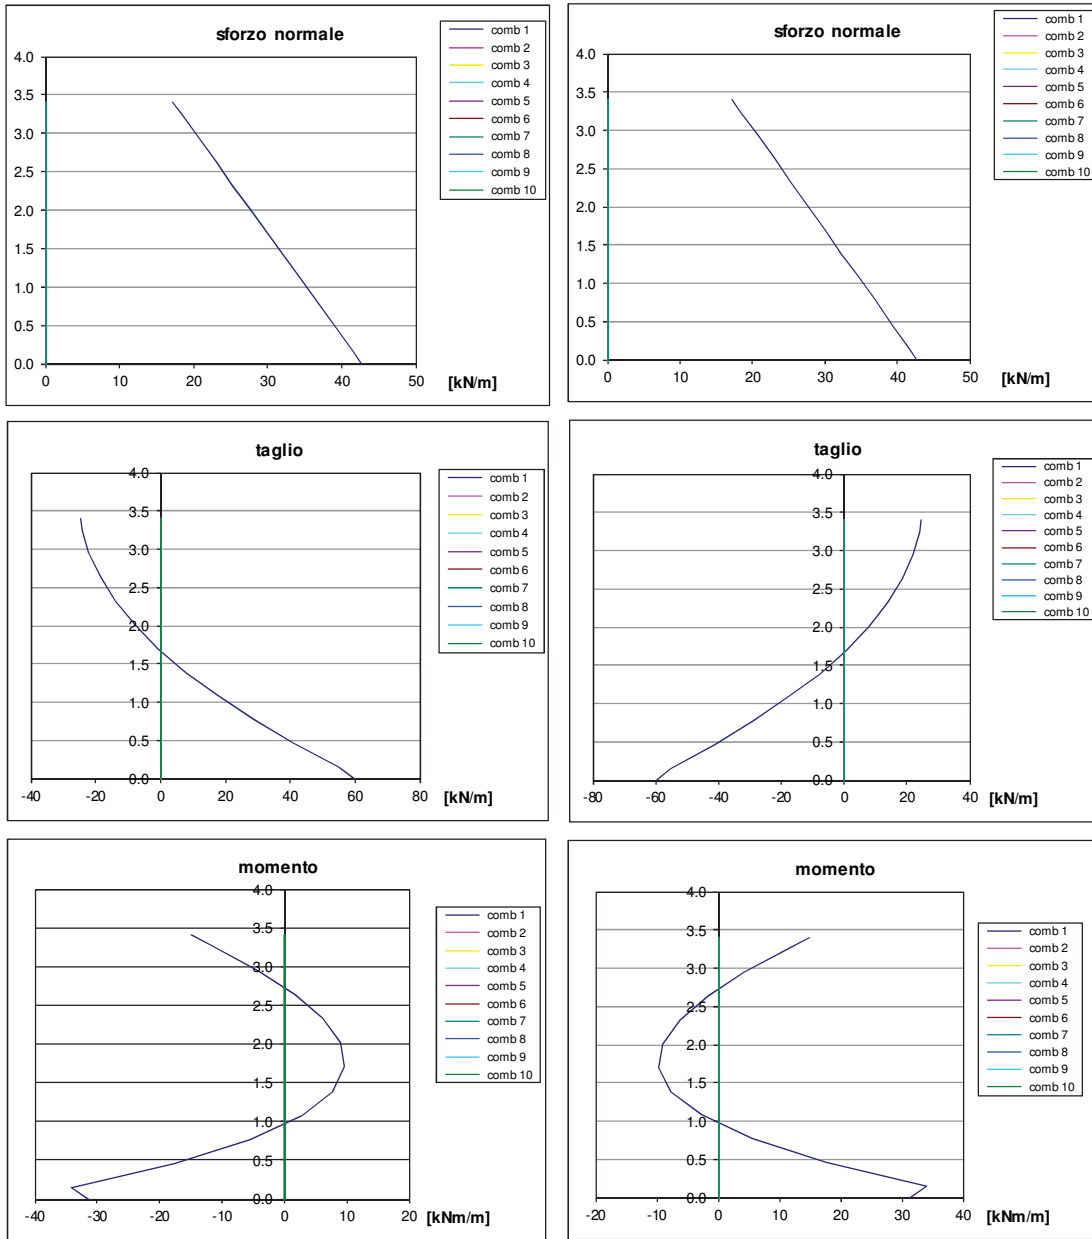 sforzo normale
4.0
3.5
3.0
2.5
2.0
1.5
1.0
0.5
0.0
0 10 20 30 40 50 [kN/m]
comb 1
comb 2
comb 3
comb 4
comb 5
comb 6
comb 7
comb 8
comb 9
comb 10
sforzo normale
4.0
3.5
3.0
2.5
2.0
1.5
1.0
0.5
0.0
0 10 20 30 40 50 [kN/m]
comb 1
comb 2
comb 3
comb 4
comb 5
comb 6
comb 7
comb 8
comb 9
comb 10
taglio
4.0
3.5
3.0
2.5
2.0
1.5
1.0
0.5
0.0
-40 -20 0 20 40 60 80 [kN/m]
comb 1
comb 2
comb 3
comb 4
comb 5
comb 6
comb 7
comb 8
comb 9
comb 10
taglio
4.0
3.5
3.0
2.5
2.0
1.5
1.0
0.5
0.0
-80 -60 -40 -20 0 20 40 [kN/m]
comb 1
comb 2
comb 3
comb 4
comb 5
comb 6
comb 7
comb 8
comb 9
comb 10
momento
4.0
3.5
3.0
2.5
2.0
1.5
1.0
0.5
0.0
-40 -30 -20 -10 0 10 20 [kNm/m]
comb 1
comb 2
comb 3
comb 4
comb 5
comb 6
comb 7
comb 8
comb 9
comb 10
momento
4.0
3.5
3.0
2.5
2.0
1.5
1.0
0.5
0.0
-20 -10 0 10 20 30 40 [kNm/m]
comb 1
comb 2
comb 3
comb 4
comb 5
comb 6
comb 7
comb 8
comb 9
comb 10